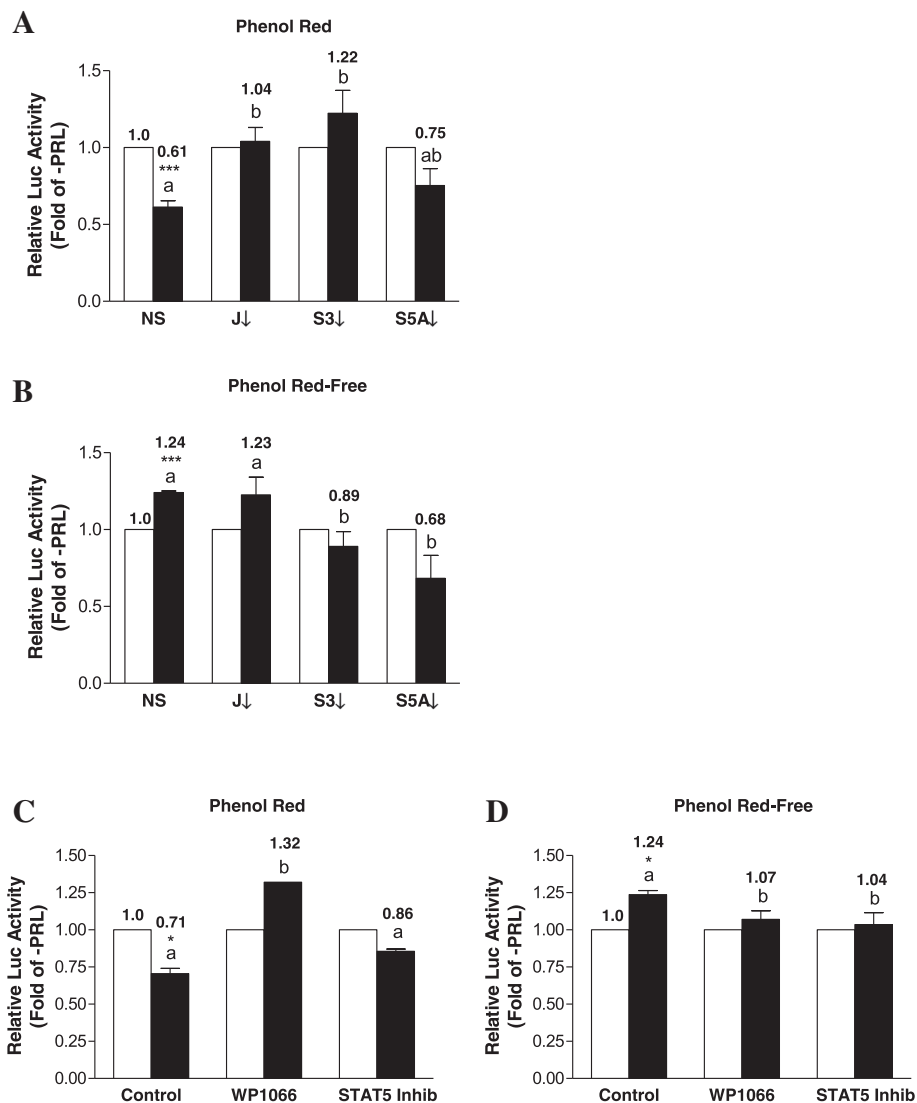 A
Phenol Red
Relative Luc Activity
(Fold of -PRL)
1.5
1.0
0.5
0.0
1.0
0.61
***
a
1.04
b
1.22
b
0.75
ab
NS
J↓
S3↓
S5A↓
B
Phenol Red-Free
Relative Luc Activity
(Fold of -PRL)
1.5
1.0
0.5
0.0
1.0
1.24
***
a
1.23
a
0.89
b
0.68
b
NS
J↓
S3↓
S5A↓
C
Phenol Red
Relative Luc Activity
(Fold of -PRL)
1.50
1.25
1.00
0.75
0.50
0.25
0.00
1.0
0.71
*
a
1.32
b
0.86
a
Control
WP1066
STAT5 Inhib
D
Phenol Red-Free
Relative Luc Activity
(Fold of -PRL)
1.50
1.25
1.00
0.75
0.50
0.25
0.00
1.0
1.24
*
a
1.07
b
1.04
b
Control
WP1066
STAT5 Inhib